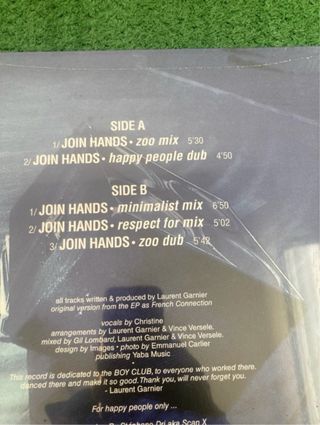 SIDE A
1/ JOIN HANDS • zoo mix 5'30
2/ JOIN HANDS • happy people dub 4'50
SIDE B
1/ JOIN HANDS • minimalist mix 6'50
2/ JOIN HANDS • respect for mix 5'02
3/ JOIN HANDS • zoo dub 5'42
all tracks written & produced by Laurent Garnier
original version from the EP as French Connection
vocals by Christine
arrangements by Laurent Garnier & Vince Versele.
mixed by Gil Lombard, Laurent Garnier & Vince Versele.
design by Images • photo by Emmanuel Carlier
publishing Yaba Music
This record is dedicated to the BOY CLUB, to everyone who worked there.
danced there and make it so good. Thank you, will never forget you.
- Laurent Garnier
For happy people only ...
Stéphane Dri aka Scan X